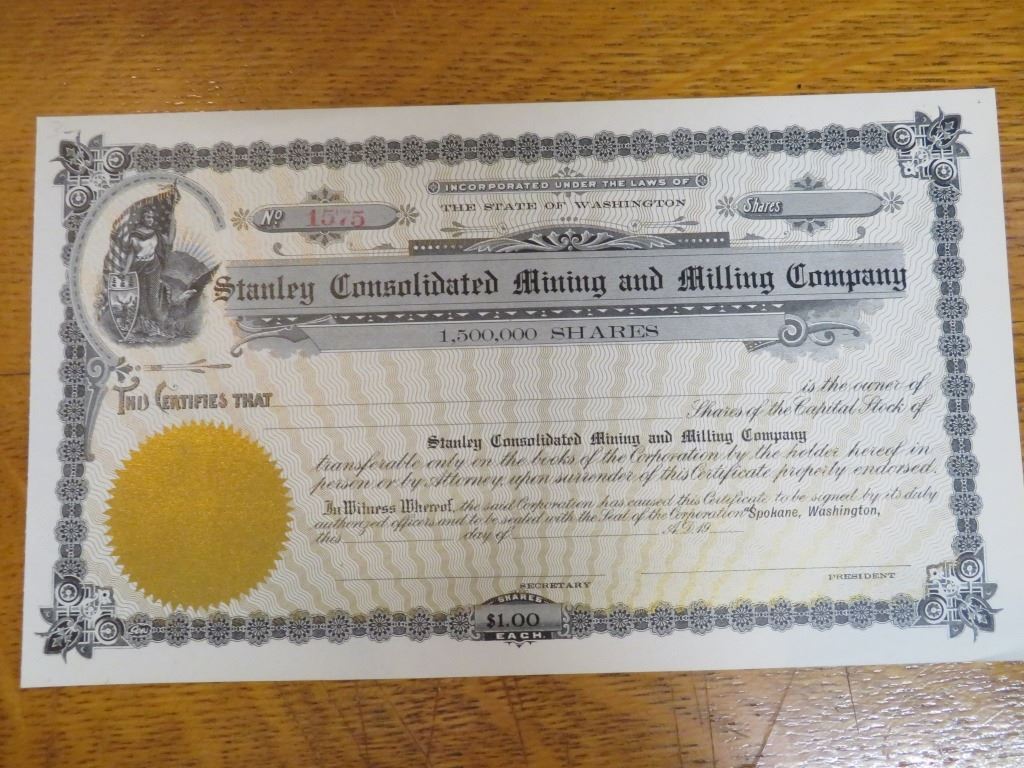 INCORPORATED UNDER THE LAWS OF
THE STATE OF WASHINGTON
No 1575
Shares
Stanley Consolidated Mining and Milling Company
1,500,000 SHARES
THIS CERTIFIES THAT is the owner of
Shares of the Capital Stock of
Stanley Consolidated Mining and Milling Company
transferable only on the books of the Corporation by the holder hereof in
person or by Attorney, upon surrender of this Certificate properly endorsed.
In Witness Whereof, the said Corporation has caused this Certificate to be signed by its duly
authorized officers and to be sealed with the Seal of the Corporation Spokane, Washington,
this day of A.D. 19
SECRETARY
PRESIDENT
SHARES
$1.00
EACH.